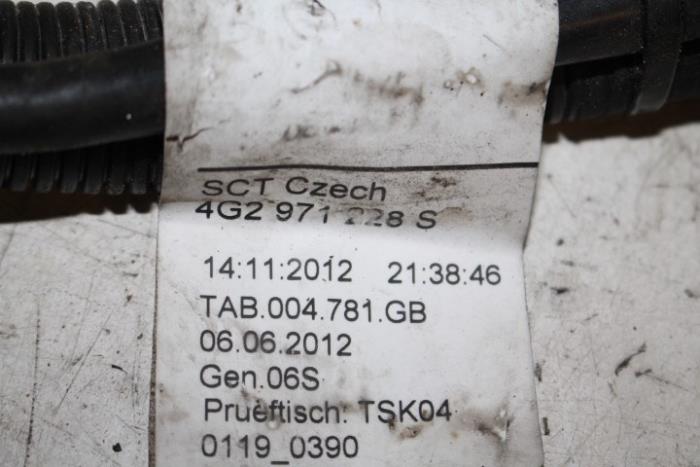 SCT Czech
4G2 971 228 S
14:11:2012 21:38:46
TAB.004.781.GB
06.06.2012
Gen.06S
Prueftisch: TSK04
0119_0390